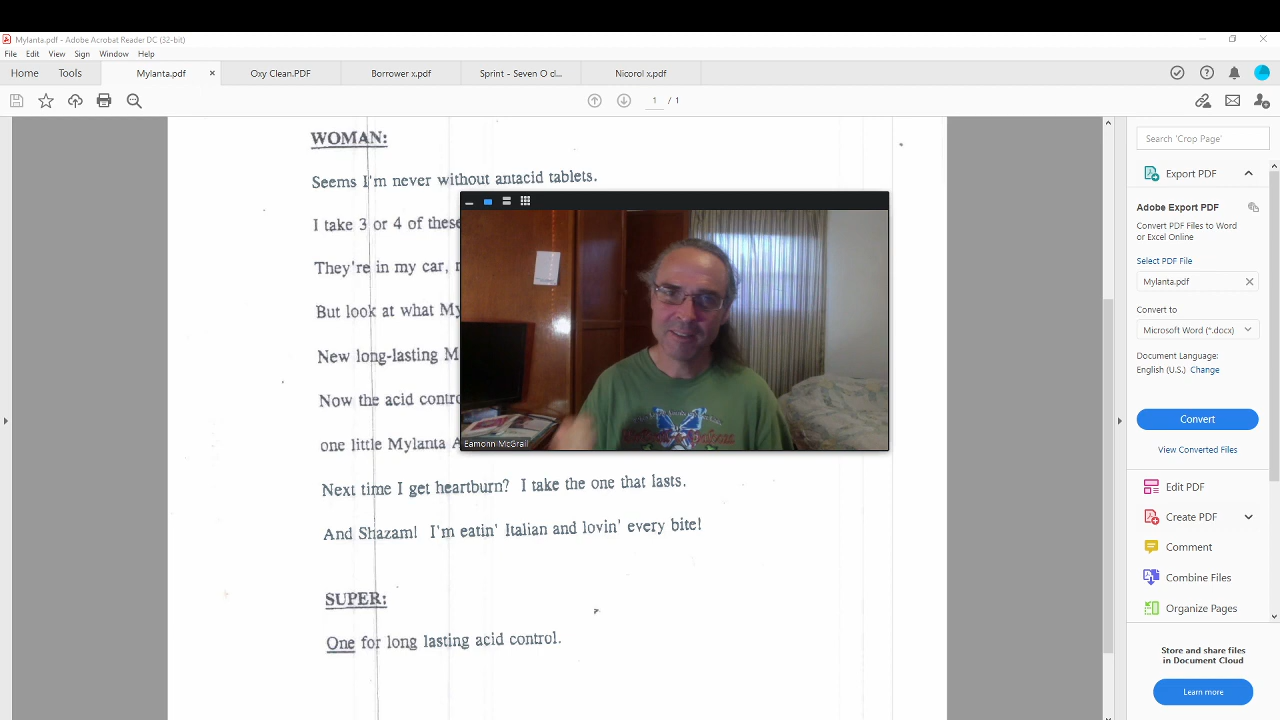 Mylanta.pdf - Adobe Acrobat Reader DC (32-bit)
File Edit View Sign Window Help
Home Tools Mylanta.pdf × Oxy Clean.PDF Borrower x.pdf Sprint - Seven O cl... Nicorol x.pdf
1 / 1
WOMAN:
Seems I'm never without antacid tablets.
I take 3 or 4 of these
They're in my car,
But look at what My
New long-lasting M
Now the acid contro
one little Mylanta A
Next time I get heartburn? I take the one that lasts.
And Shazam! I'm eatin' Italian and lovin' every bite!
SUPER:
One for long lasting acid control.
Eamonn McGrail
Search 'Crop Page'
Export PDF
Adobe Export PDF
Convert PDF Files to Word
or Excel Online
Select PDF File
Mylanta.pdf
Convert to
Microsoft Word (*.docx)
Document Language:
English (U.S.) Change
Convert
View Converted Files
Edit PDF
Create PDF
Comment
Combine Files
Organize Pages
Store and share files
in Document Cloud
Learn more